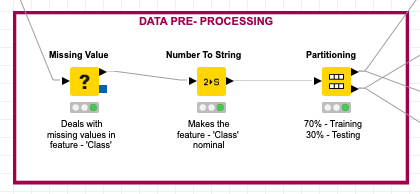 DATA PRE- PROCESSING
Missing Value
Number To String
Partitioning
?
2
S
Deals with
missing values in
feature - 'Class'
Makes the
feature - 'Class'
nominal
70% - Training
30% - Testing